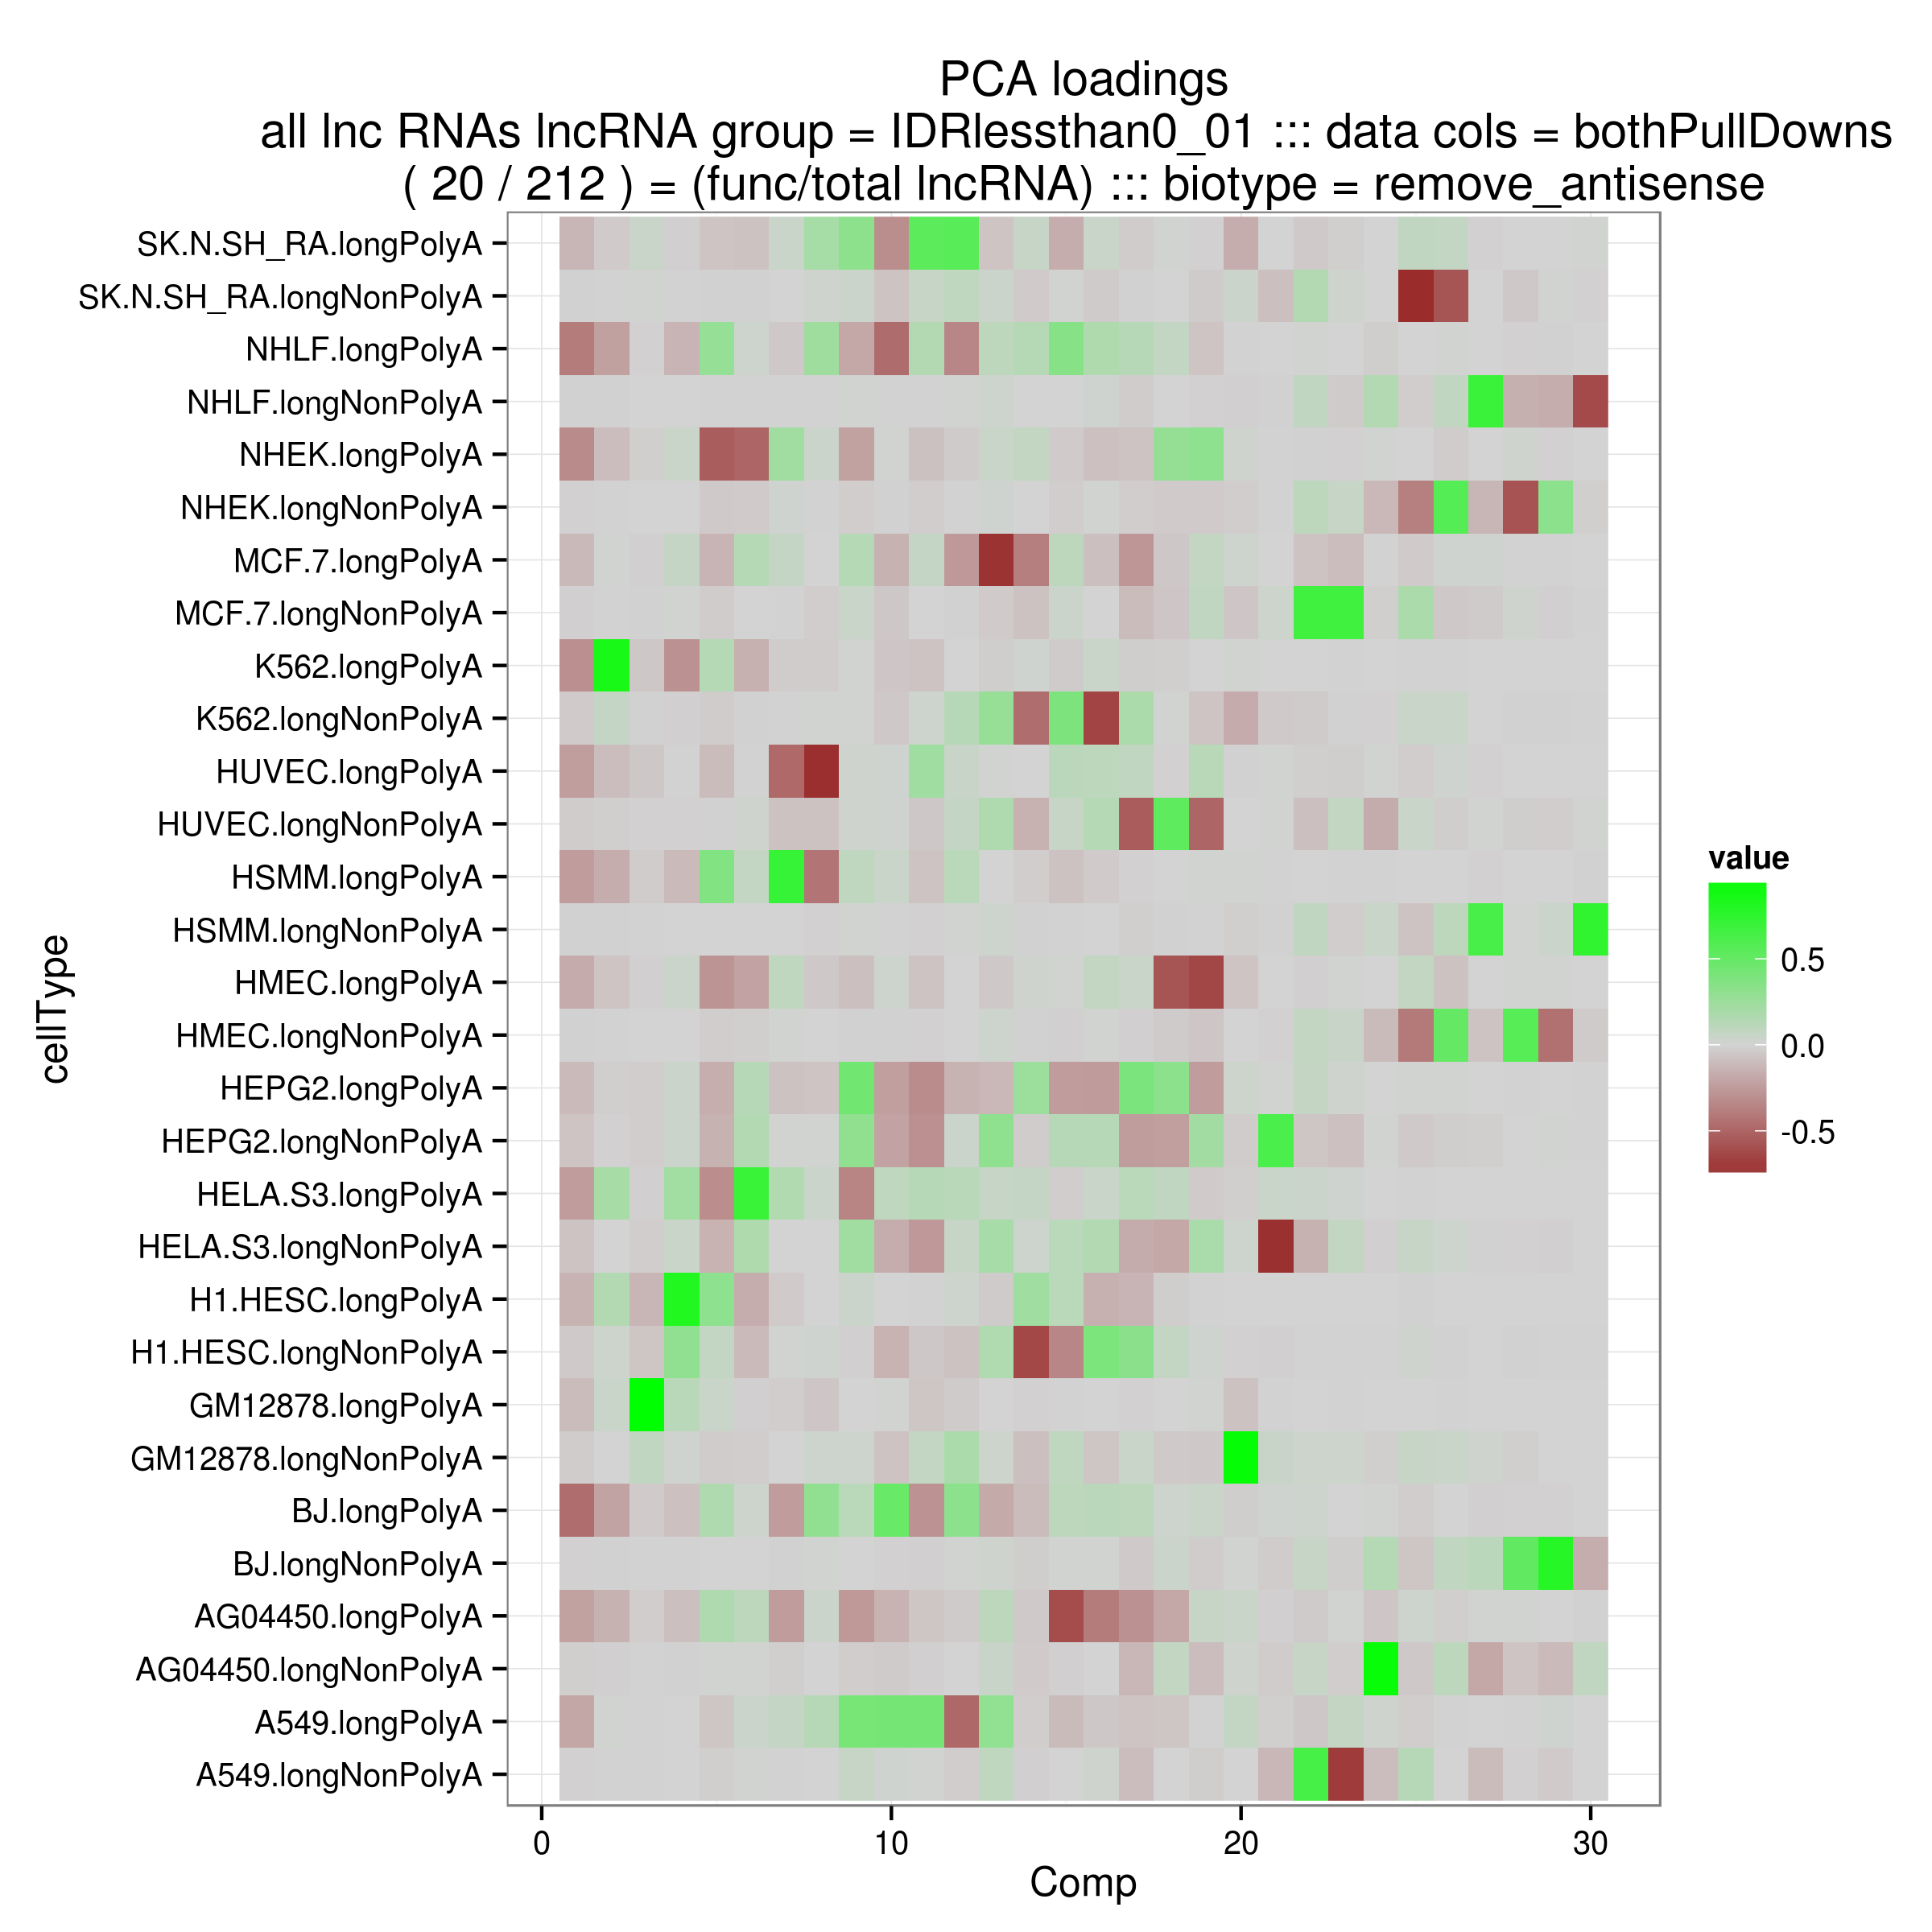 PCA loadings
all lnc RNAs lncRNA group = IDRlessthan0_01 ::: data cols = bothPullDowns
( 20 / 212 ) = (func/total lncRNA) ::: biotype = remove_antisense
SK.N.SH_RA.longPolyA
SK.N.SH_RA.longNonPolyA
NHLF.longPolyA
NHLF.longNonPolyA
NHEK.longPolyA
NHEK.longNonPolyA
MCF.7.longPolyA
MCF.7.longNonPolyA
K562.longPolyA
K562.longNonPolyA
HUVEC.longPolyA
HUVEC.longNonPolyA
HSMM.longPolyA
HSMM.longNonPolyA
HMEC.longPolyA
HMEC.longNonPolyA
HEPG2.longPolyA
HEPG2.longNonPolyA
HELA.S3.longPolyA
HELA.S3.longNonPolyA
H1.HESC.longPolyA
H1.HESC.longNonPolyA
GM12878.longPolyA
GM12878.longNonPolyA
BJ.longPolyA
BJ.longNonPolyA
AG04450.longPolyA
AG04450.longNonPolyA
A549.longPolyA
A549.longNonPolyA
cellType
0 10 20 30
Comp
value
0.5
0.0
-0.5